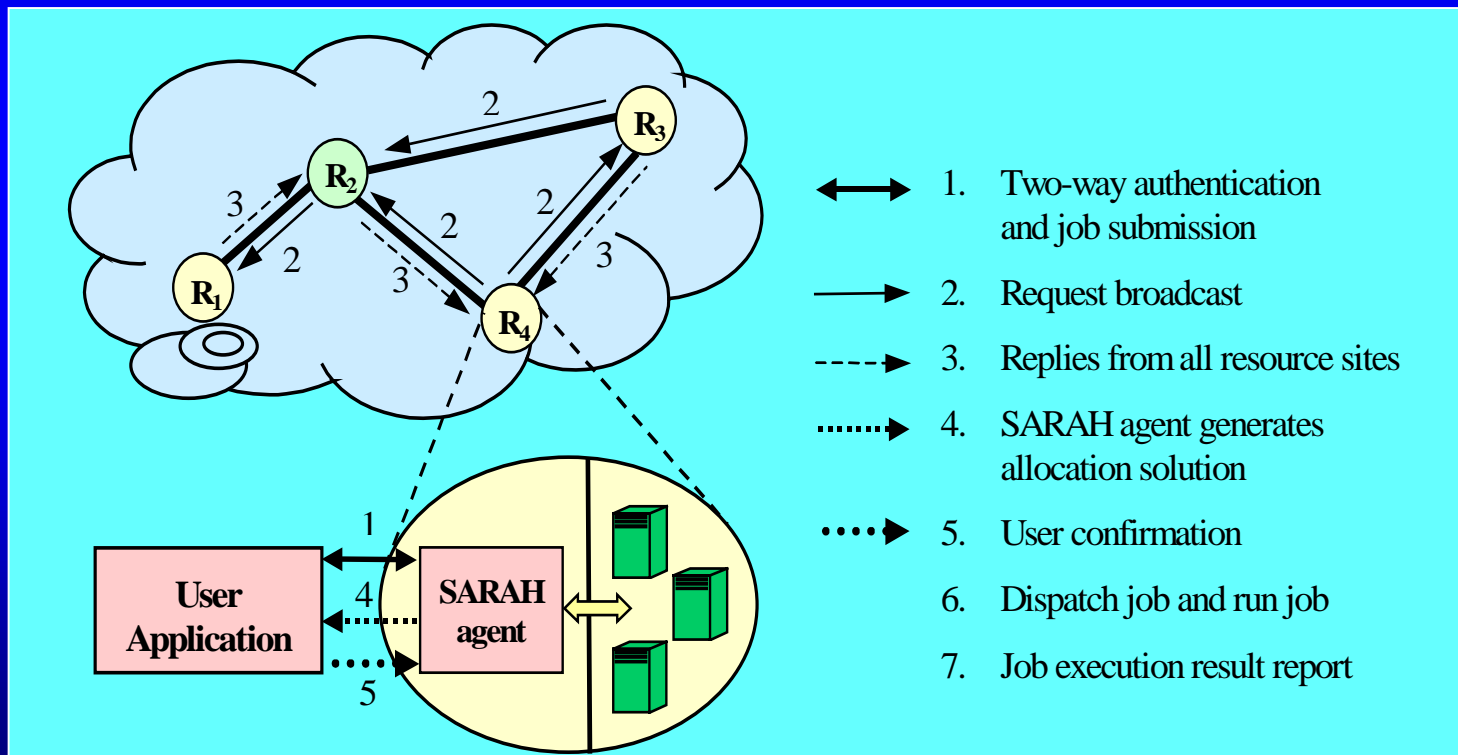 2
R3
R2
3
2
2
2
3
3
R1
R4
1
User
Application
4
SARAH
agent
5
1. Two-way authentication
and job submission
2. Request broadcast
3. Replies from all resource sites
4. SARAH agent generates
allocation solution
5. User confirmation
6. Dispatch job and run job
7. Job execution result report